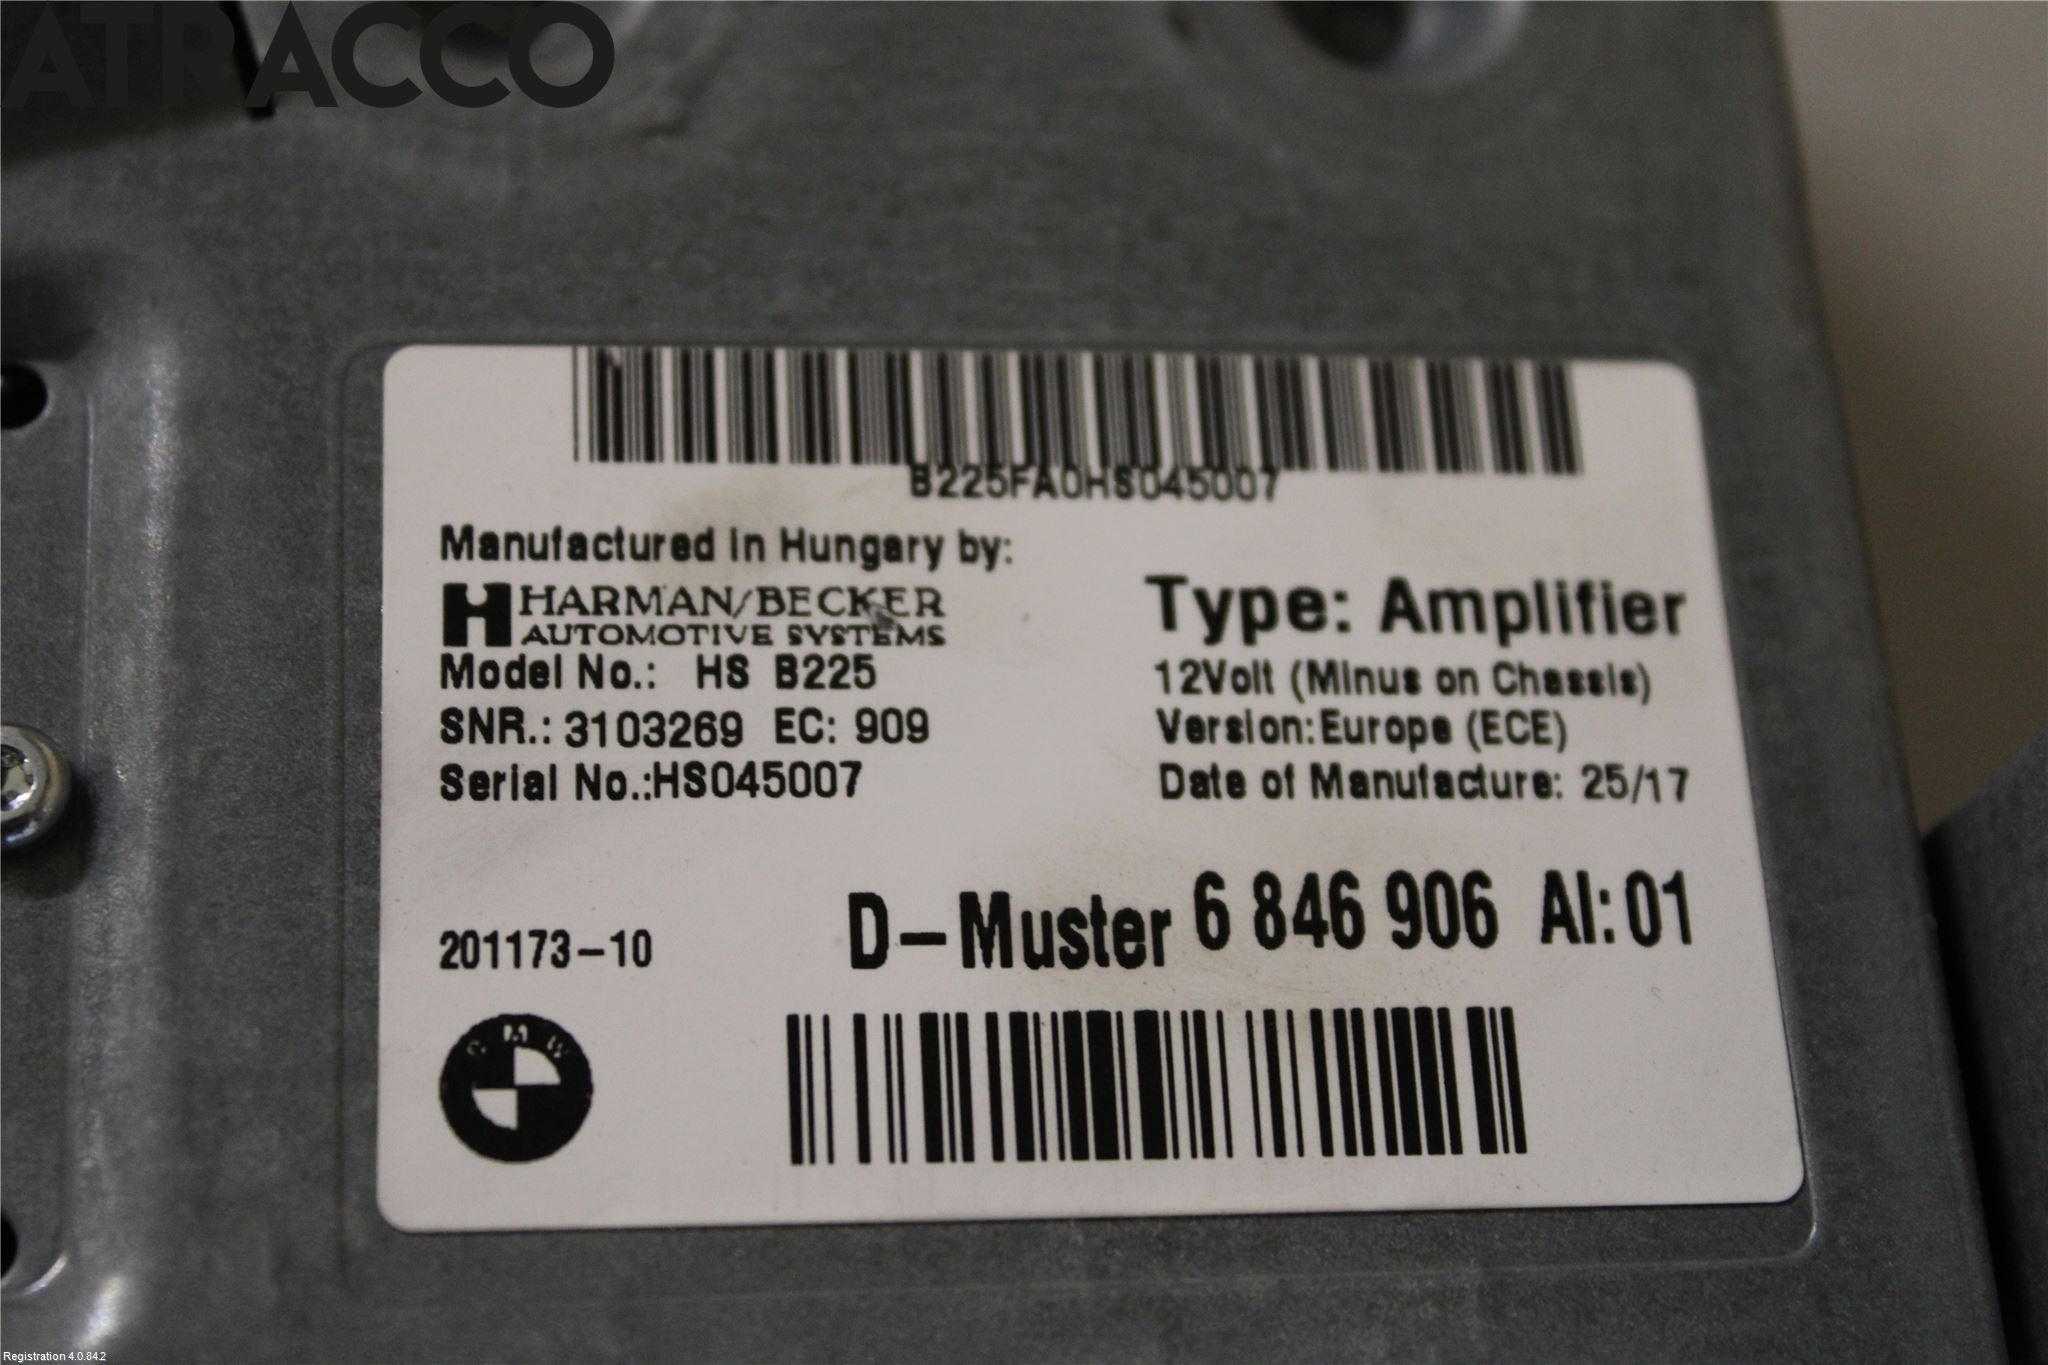 ATRACCO
B225FA0HS045007
Manufactured in Hungary by:
HARMAN/BECKER
AUTOMOTIVE SYSTEMS
Model No.: HS B225
SNR.: 3103269 EC: 909
Serial No.:HS045007
Type: Amplifier
12Volt (Minus on Chassis)
Version:Europe (ECE)
Date of Manufacture: 25/17
201173-10
D-Muster 6 846 906 AI:01
BMW
Registration 4.0.84.2